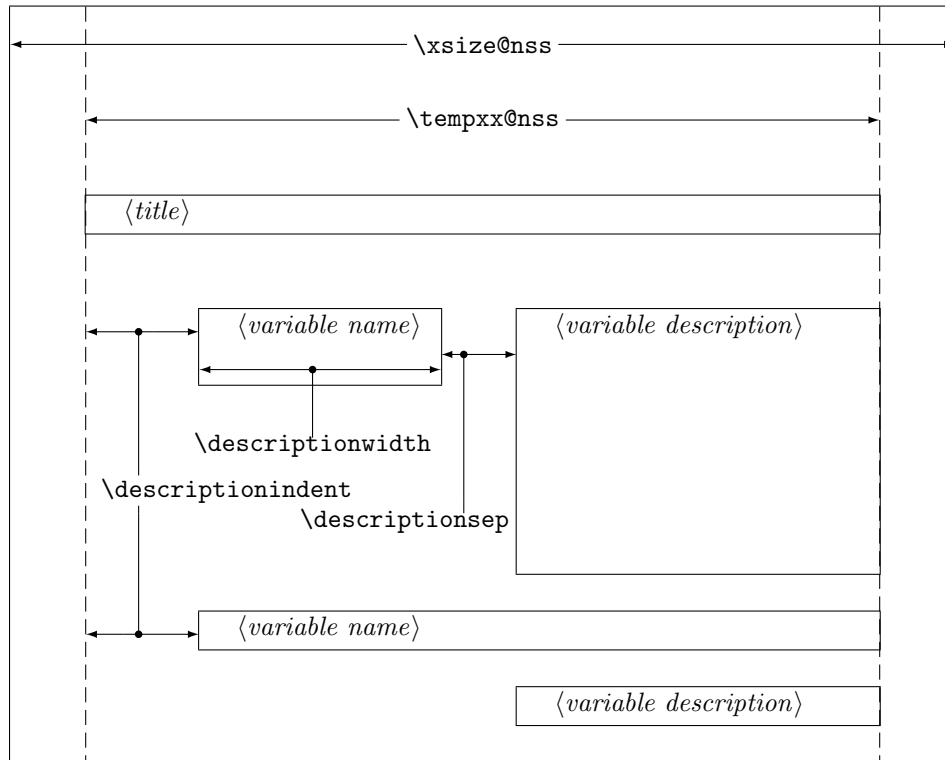 \xsize@nss
\tempxx@nss
⟨title⟩
⟨variable name⟩ ⟨variable description⟩
\descriptionwidth
\descriptionindent
\descriptionsep
⟨variable name⟩
⟨variable description⟩